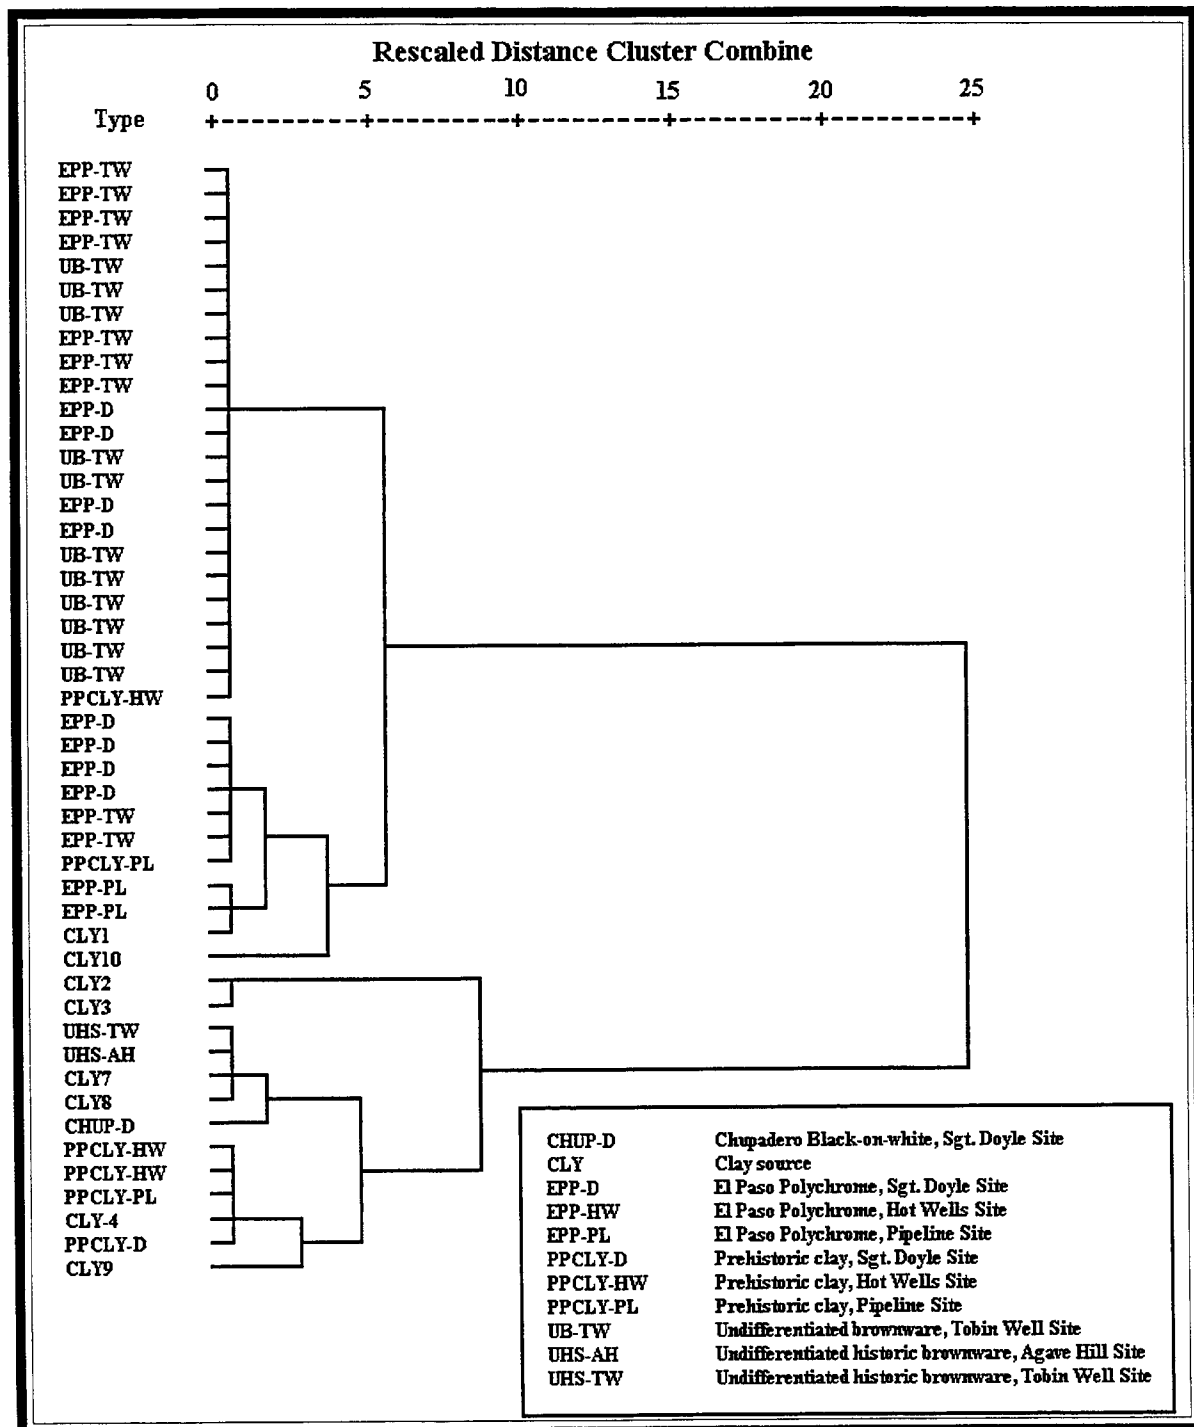 Rescaled Distance Cluster Combine
0 5 10 15 20 25
Type +---------+---------+---------+---------+---------+
EPP-TW
EPP-TW
EPP-TW
EPP-TW
UB-TW
UB-TW
UB-TW
EPP-TW
EPP-TW
EPP-TW
EPP-D
EPP-D
UB-TW
UB-TW
EPP-D
EPP-D
UB-TW
UB-TW
UB-TW
UB-TW
UB-TW
UB-TW
PPCLY-HW
EPP-D
EPP-D
EPP-D
EPP-D
EPP-TW
EPP-TW
PPCLY-PL
EPP-PL
EPP-PL
CLY1
CLY10
CLY2
CLY3
UHS-TW
UHS-AH
CLY7
CLY8
CHUP-D
PPCLY-HW
PPCLY-HW
PPCLY-PL
CLY-4
PPCLY-D
CLY9
CHUP-D Chupadero Black-on-white, Sgt. Doyle Site
CLY Clay source
EPP-D El Paso Polychrome, Sgt. Doyle Site
EPP-HW El Paso Polychrome, Hot Wells Site
EPP-PL El Paso Polychrome, Pipeline Site
PPCLY-D Prehistoric clay, Sgt. Doyle Site
PPCLY-HW Prehistoric clay, Hot Wells Site
PPCLY-PL Prehistoric clay, Pipeline Site
UB-TW Undifferentiated brownware, Tobin Well Site
UHS-AH Undifferentiated historic brownware, Agave Hill Site
UHS-TW Undifferentiated historic brownware, Tobin Well Site